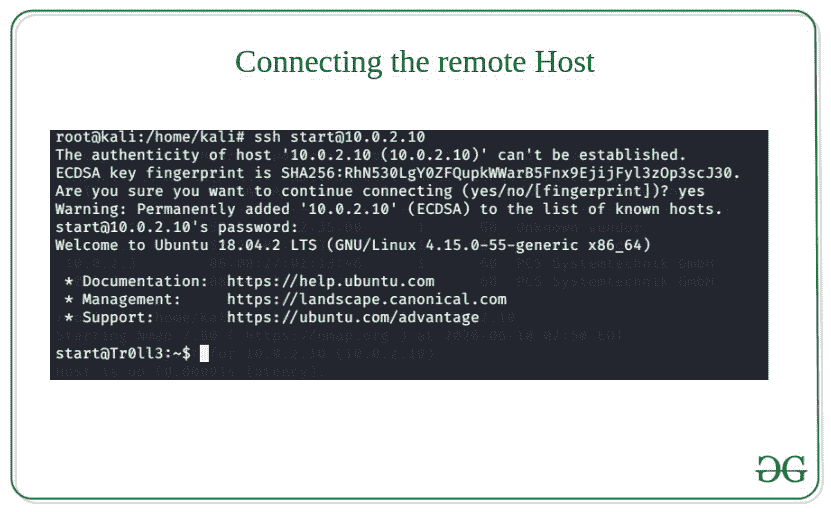 Connecting the remote Host
root@kali:/home/kali# ssh start@10.0.2.10
The authenticity of host '10.0.2.10 (10.0.2.10)' can't be established.
ECDSA key fingerprint is SHA256:RhN530LgY0ZFQupkWWarB5Fnx9EjijFyl3zOp3scJ30.
Are you sure you want to continue connecting (yes/no/[fingerprint])? yes
Warning: Permanently added '10.0.2.10' (ECDSA) to the list of known hosts.
start@10.0.2.10's password:
Welcome to Ubuntu 18.04.2 LTS (GNU/Linux 4.15.0-55-generic x86_64)
* Documentation: https://help.ubuntu.com
* Management: https://landscape.canonical.com
* Support: https://ubuntu.com/advantage
start@Tr0ll3:~$